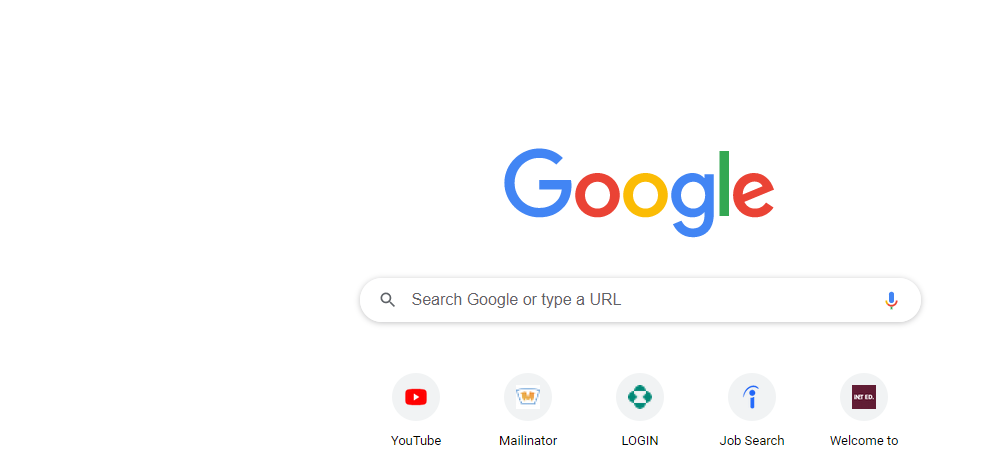 Google
Search Google or type a URL
INT ED.
YouTube
Mailinator
LOGIN
Job Search
Welcome to